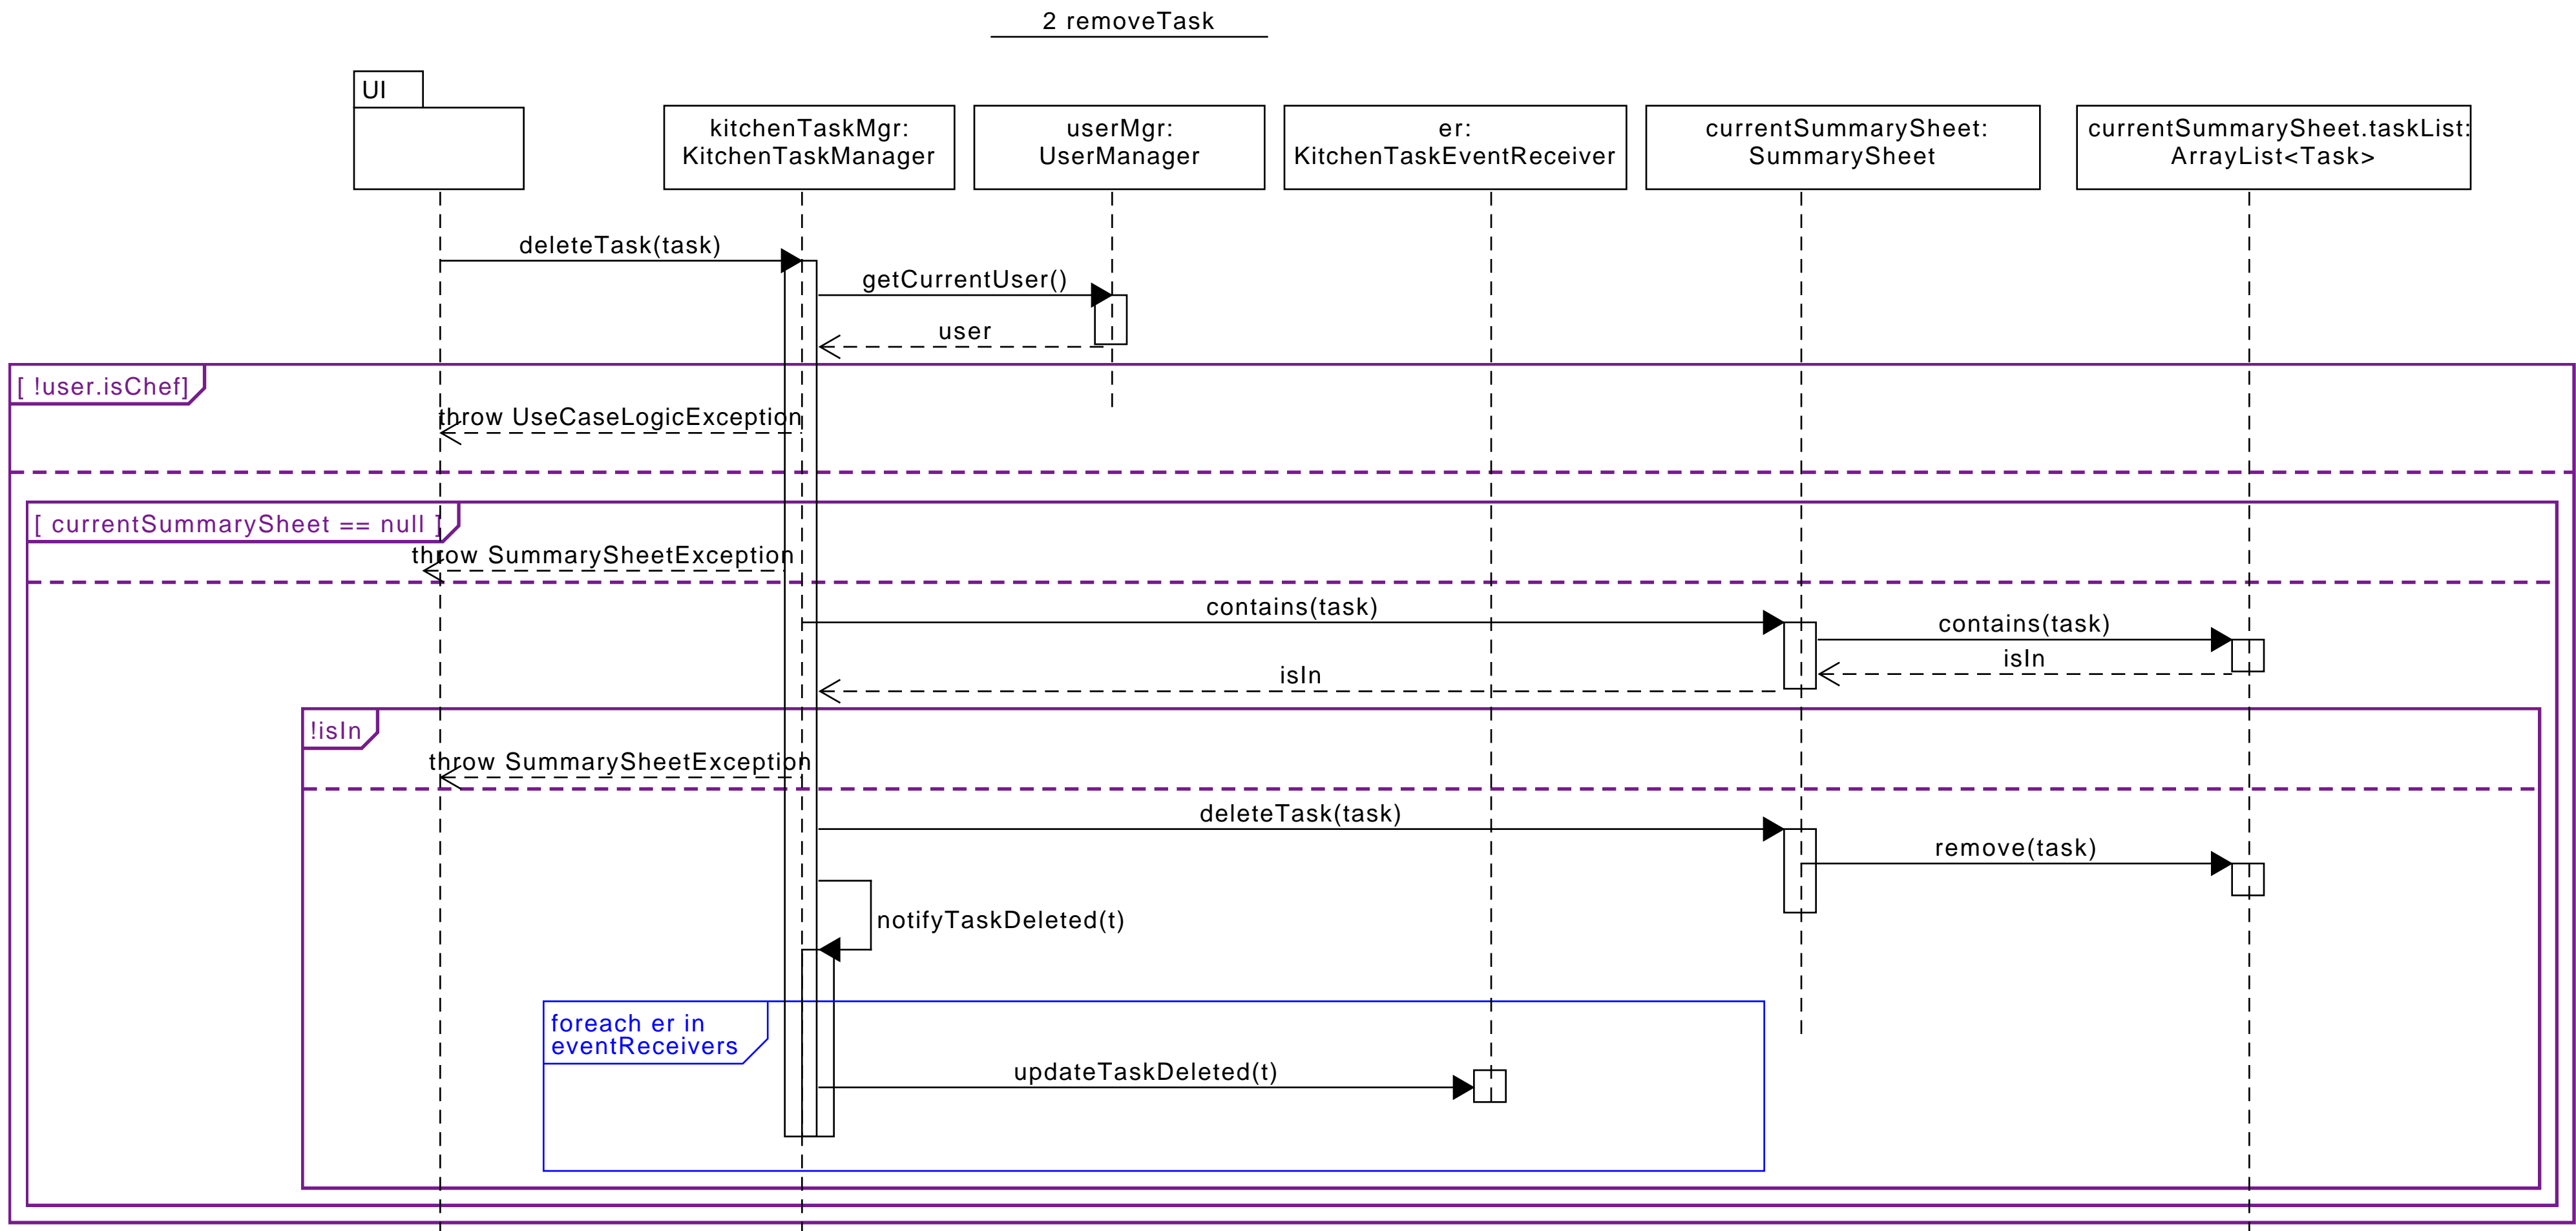 2 removeTask
UI
kitchenTaskMgr:
KitchenTaskManager
userMgr:
UserManager
er:
KitchenTaskEventReceiver
currentSummarySheet:
SummarySheet
currentSummarySheet.taskList:
ArrayList<Task>
deleteTask(task)
getCurrentUser()
user
[ !user.isChef]
throw UseCaseLogicException
[ currentSummarySheet == null ]
throw SummarySheetException
contains(task)
contains(task)
isIn
isIn
!isIn
throw SummarySheetException
deleteTask(task)
remove(task)
notifyTaskDeleted(t)
foreach er in
eventReceivers
updateTaskDeleted(t)